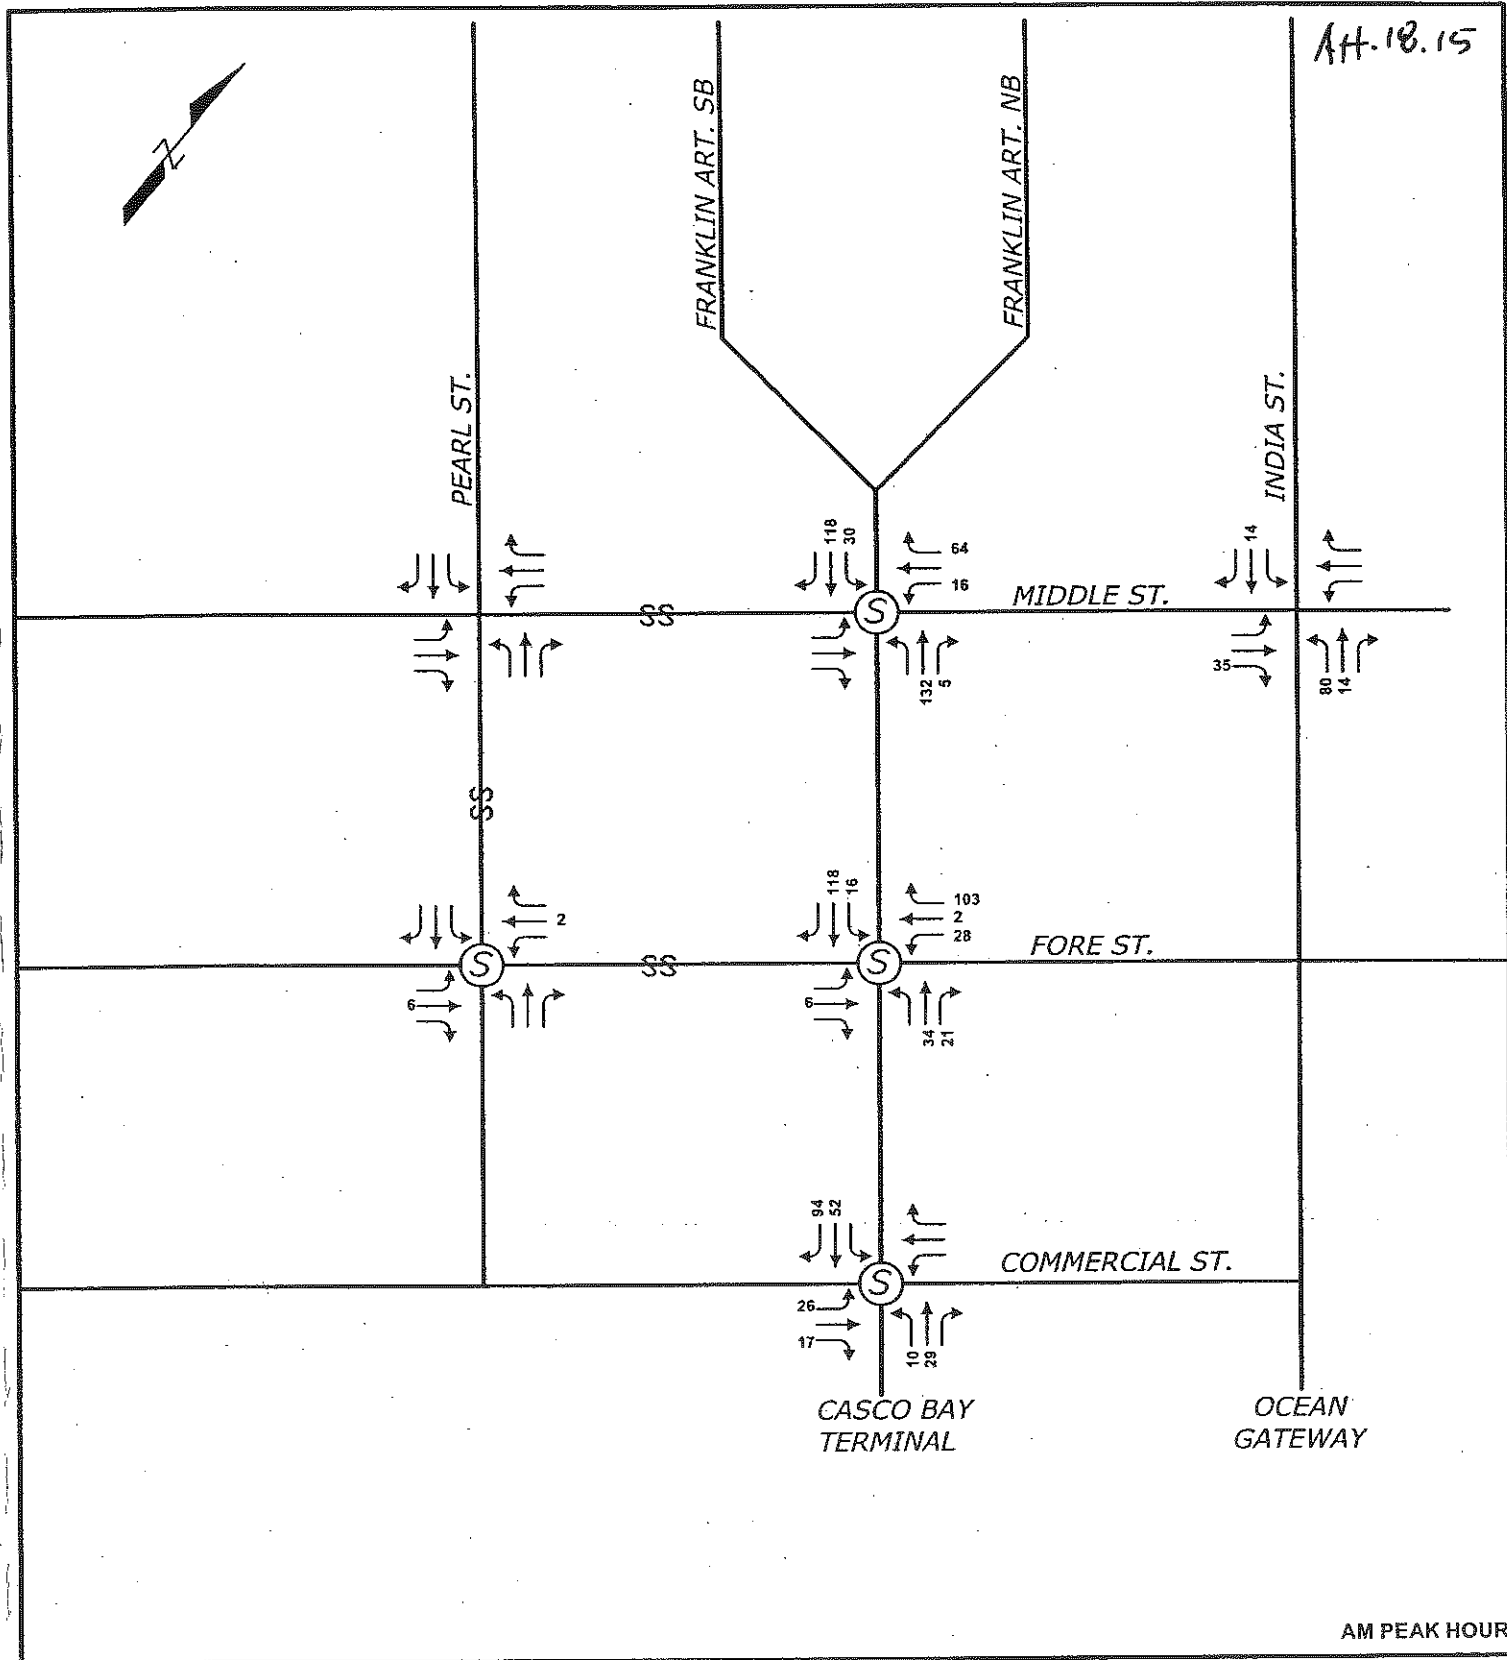 AH.18.15
FRANKLIN ART. SB
FRANKLIN ART. NB
N
PEARL ST.
INDIA ST.
118
30
64
16
14
MIDDLE ST.
SS
S
132
5
35
80
14
SS
118
16
103
2
28
2
FORE ST.
S
SS
S
6
6
34
21
94
52
COMMERCIAL ST.
S
26
17
10
29
CASCO BAY
TERMINAL
OCEAN
GATEWAY
AM PEAK HOUR